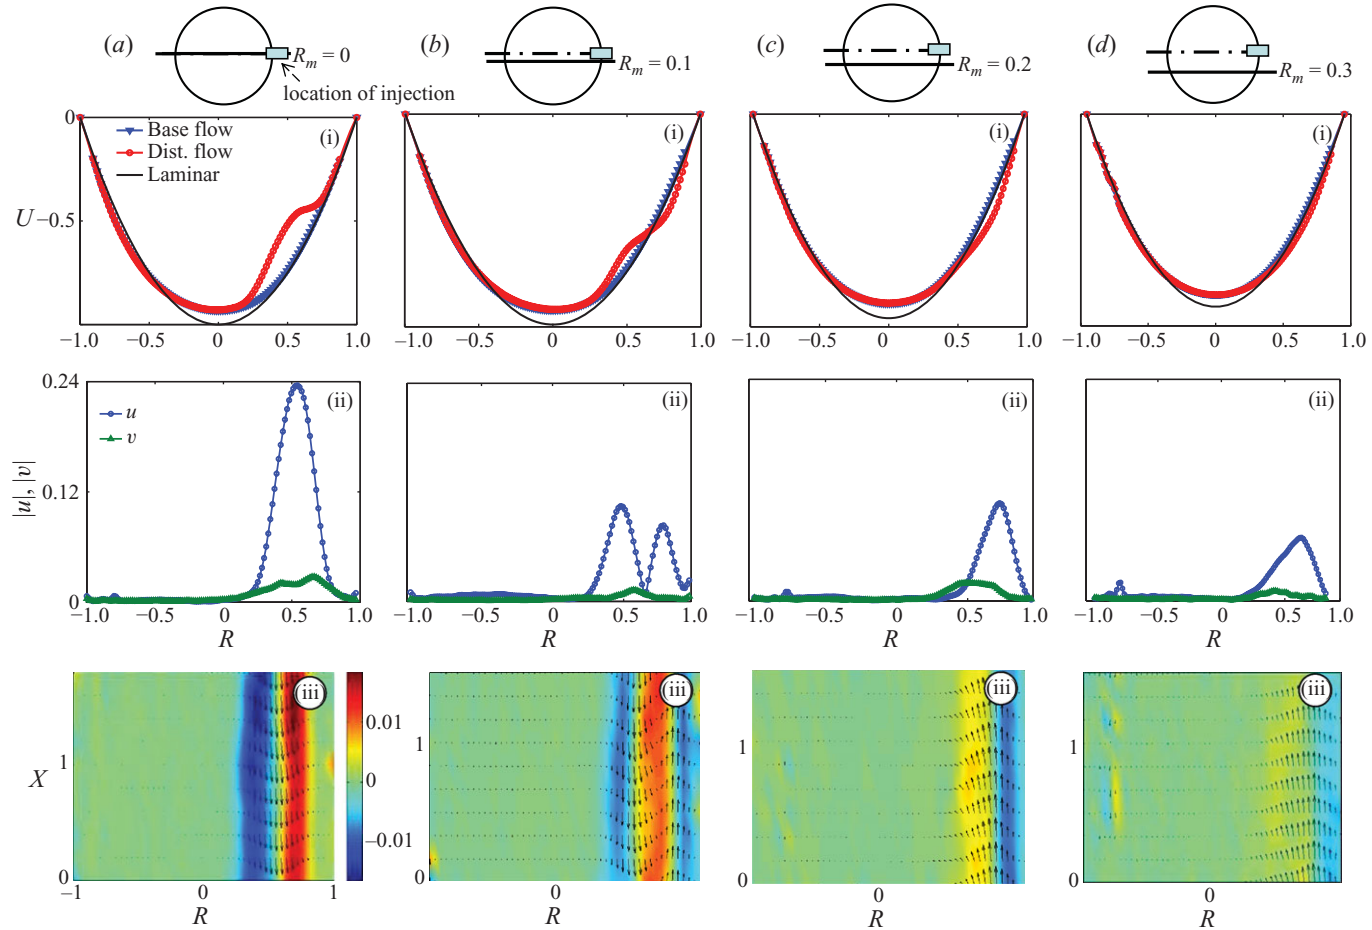 (a) R_m = 0 (b) R_m = 0.1 (c) R_m = 0.2 (d) R_m = 0.3
location of injection
0 (i) (i) (i) (i)
Base flow
Dist. flow
Laminar
U −0.5
−1.0 −0.5 0 0.5 1.0 −1.0 −0.5 0 0.5 1.0 −1.0 −0.5 0 0.5 1.0 −1.0 −0.5 0 0.5 1.0
0.24 (ii) (ii) (ii) (ii)
u
v
|u|, |v| 0.12
0
−1.0 −0.5 0 0.5 1.0 −1.0 −0.5 0 0.5 1.0 −1.0 −0.5 0 0.5 1.0 −1.0 −0.5 0 0.5 1.0
R R R R
iii iii iii iii
0.01
X 1 0 1 1 1
−0.01
0 0 0 0
−1 0 1 0 0 0
R R R R